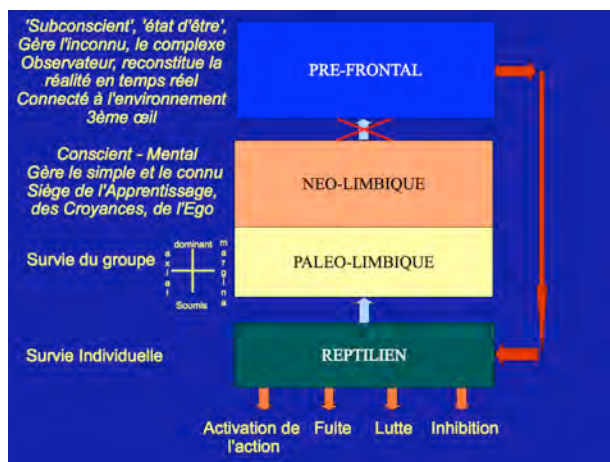 'Subconscient', 'état d'être',
Gère l'inconnu, le complexe
Observateur, reconstitue la
réalité en temps réel
Connecté à l'environnement
3ème œil
PRE-FRONTAL
Conscient - Mental
Gère le simple et le connu
Siège de l'Apprentissage,
des Croyances, de l'Ego
NEO-LIMBIQUE
Survie du groupe
dominant
axial
margina
Soumis
PALEO-LIMBIQUE
Survie Individuelle
REPTILIEN
Activation de
l'action
Fuite
Lutte
Inhibition